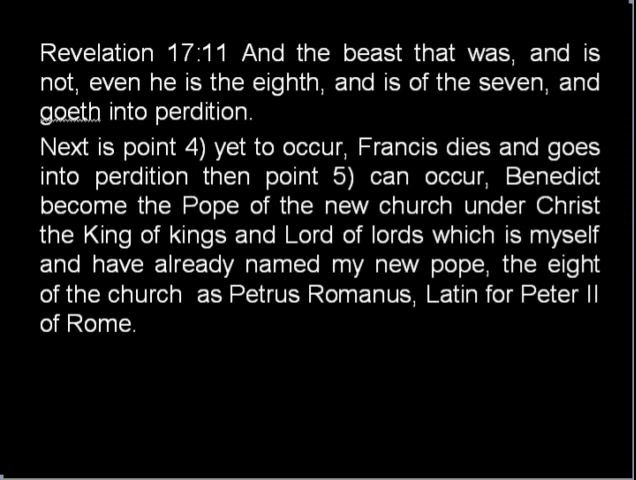 Revelation 17:11 And the beast that was, and is
not, even he is the eighth, and is of the seven, and
goeth into perdition.
Next is point 4) yet to occur, Francis dies and goes
into perdition then point 5) can occur, Benedict
become the Pope of the new church under Christ
the King of kings and Lord of lords which is myself
and have already named my new pope, the eight
of the church as Petrus Romanus, Latin for Peter II
of Rome.